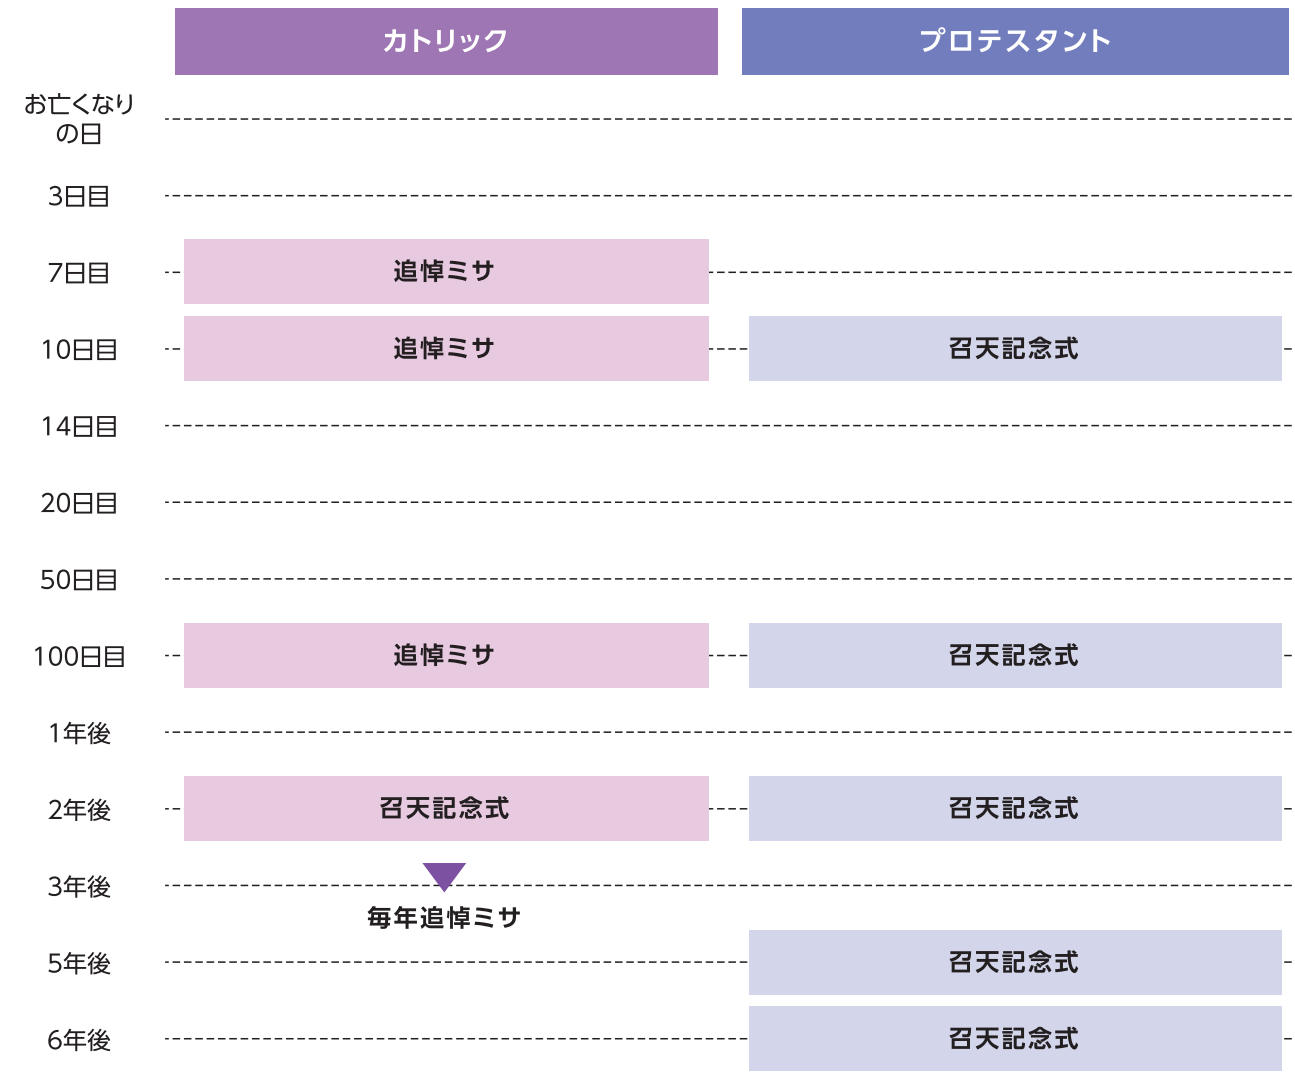 カトリック
プロテスタント
お亡くなり
の日
3日目
7日目
追悼ミサ
10日目
追悼ミサ
召天記念式
14日目
20日目
50日目
100日目
追悼ミサ
召天記念式
1年後
2年後
召天記念式
召天記念式
3年後
毎年追悼ミサ
5年後
召天記念式
6年後
召天記念式